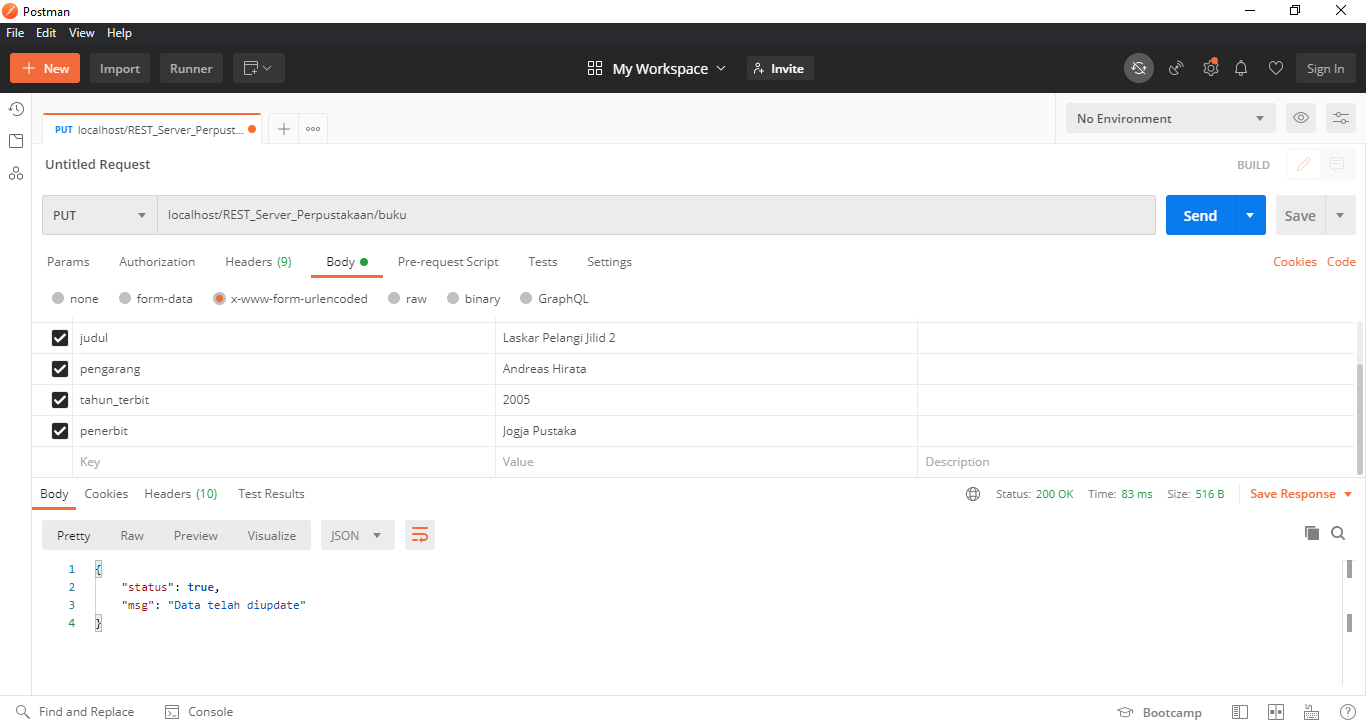 Postman
File Edit View Help
New Import Runner My Workspace Invite Sign In
PUT localhost/REST_Server_Perpust... No Environment
Untitled Request BUILD
PUT localhost/REST_Server_Perpustakaan/buku Send Save
Params Authorization Headers (9) Body Pre-request Script Tests Settings Cookies Code
none form-data x-www-form-urlencoded raw binary GraphQL
judul Laskar Pelangi Jilid 2
pengarang Andreas Hirata
tahun_terbit 2005
penerbit Jogja Pustaka
Key Value Description
Body Cookies Headers (10) Test Results Status: 200 OK Time: 83 ms Size: 516 B Save Response
Pretty Raw Preview Visualize JSON
1 {
2 "status": true,
3 "msg": "Data telah diupdate"
4 }
Find and Replace Console Bootcamp